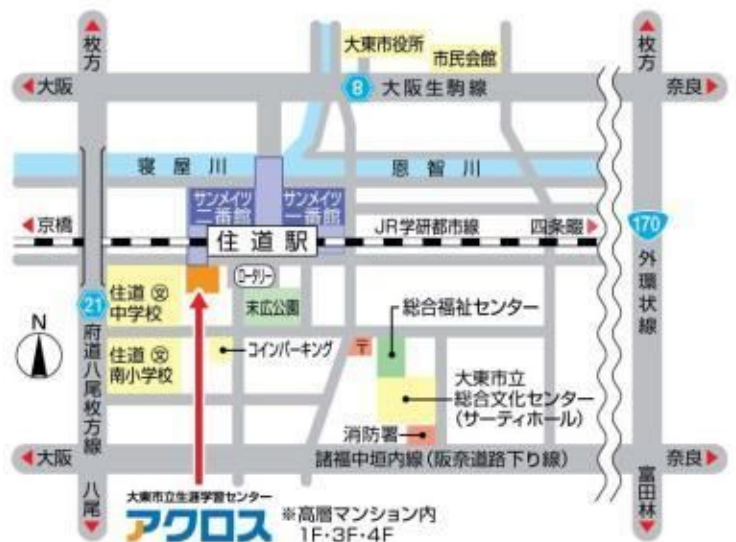 枚方
大東市役所
市民会館
枚方
大阪
8
大阪生駒線
奈良
寝屋川
恩智川
サンメイツ
二番館
サンメイツ
一番館
京橋
住道駅
JR学研都市線
四条畷
170
外環状線
ロータリー
住道 文
中学校
末広公園
総合福祉センター
21
府道八尾枚方線
N
住道 文
南小学校
コインパーキング
〒
大東市立
総合文化センター
(サーティホール)
消防署
大阪
諸福中垣内線(阪奈道路下り線)
奈良
八尾
富田林
大東市立生涯学習センター
アクロス
※高層マンション内
1F・3F・4F